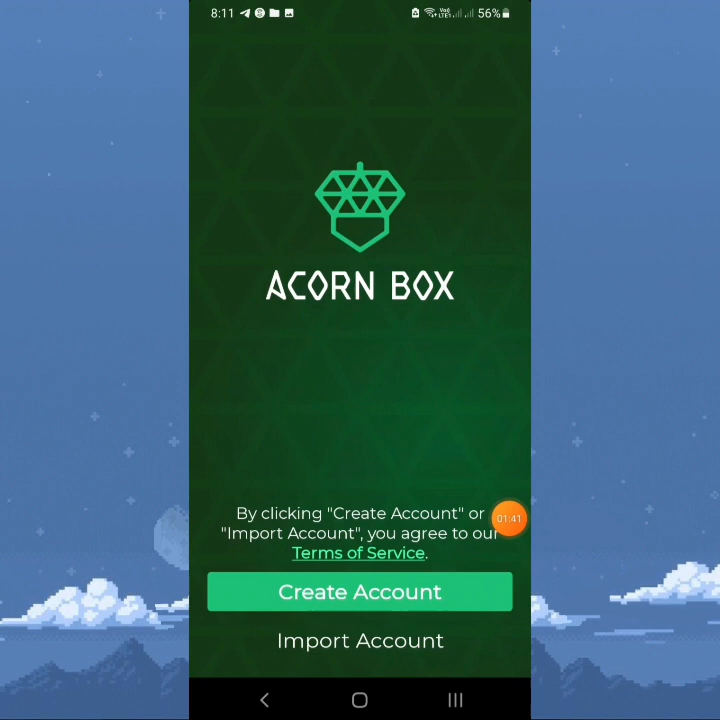 8:11
56%
ACORN BOX
By clicking "Create Account" or
"Import Account", you agree to our
Terms of Service.
01:41
Create Account
Import Account